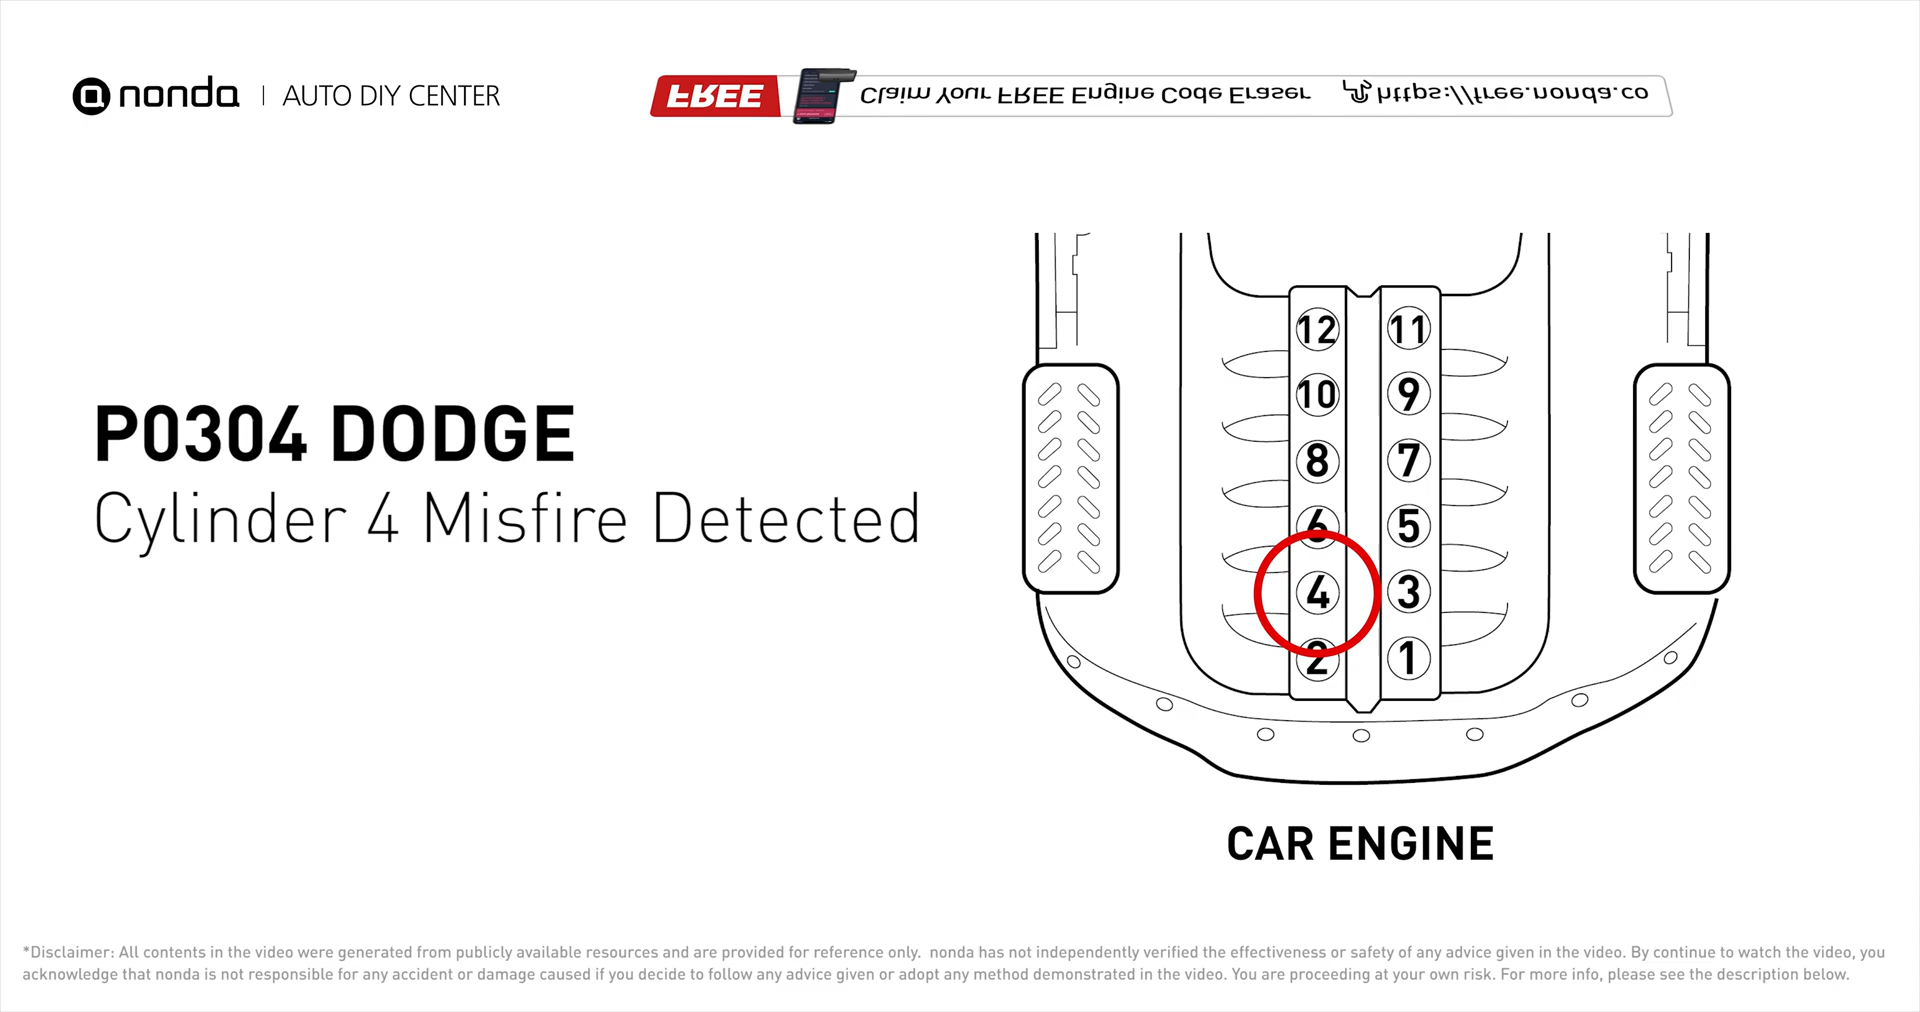 nonda | AUTO DIY CENTER
FREE Claim Your FREE Engine Code Eraser https://free.nonda.co
P0304 DODGE
Cylinder 4 Misfire Detected
12 11
10 9
8 7
6 5
4 3
2 1
CAR ENGINE
*Disclaimer: All contents in the video were generated from publicly available resources and are provided for reference only. nonda has not independently verified the effectiveness or safety of any advice given in the video. By continue to watch the video, you
acknowledge that nonda is not responsible for any accident or damage caused if you decide to follow any advice given or adopt any method demonstrated in the video. You are proceeding at your own risk. For more info, please see the description below.